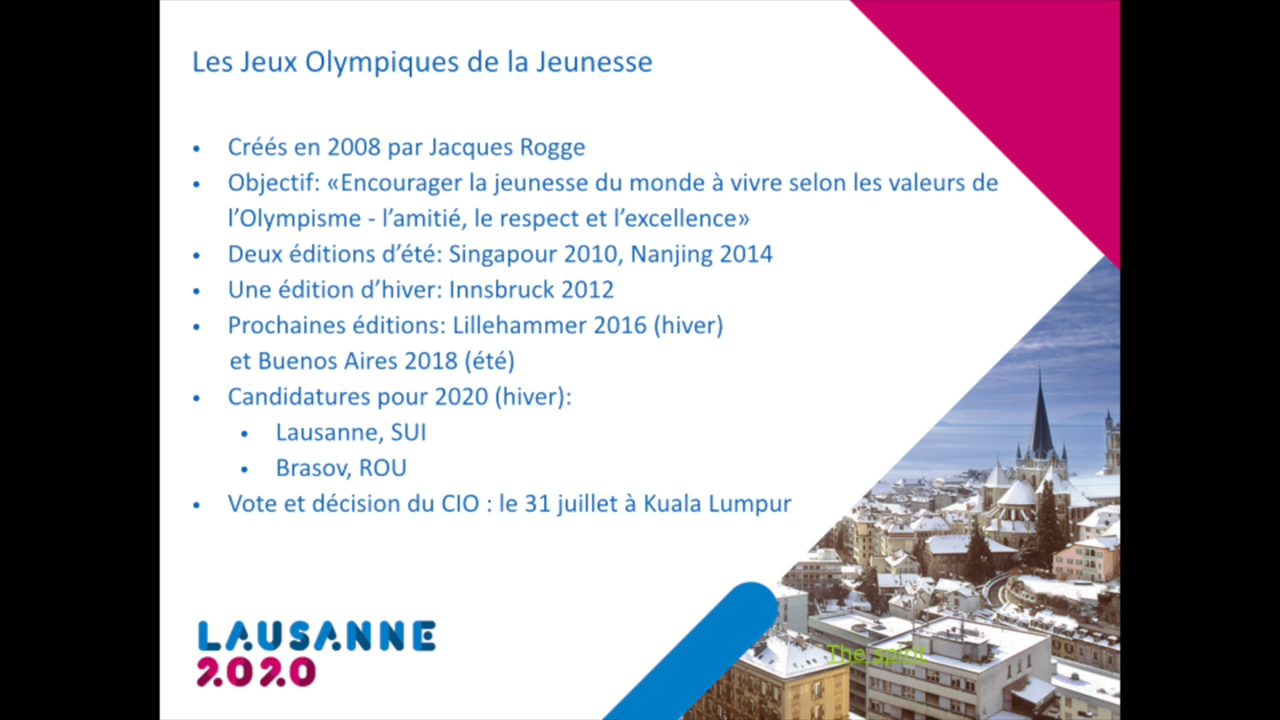 Les Jeux Olympiques de la Jeunesse
• Créés en 2008 par Jacques Rogge
• Objectif: «Encourager la jeunesse du monde à vivre selon les valeurs de
l’Olympisme - l’amitié, le respect et l’excellence»
• Deux éditions d’été: Singapour 2010, Nanjing 2014
• Une édition d’hiver: Innsbruck 2012
• Prochaines éditions: Lillehammer 2016 (hiver)
et Buenos Aires 2018 (été)
• Candidatures pour 2020 (hiver):
• Lausanne, SUI
• Brasov, ROU
• Vote et décision du CIO : le 31 juillet à Kuala Lumpur
LAUSANNE
2020
The spirit